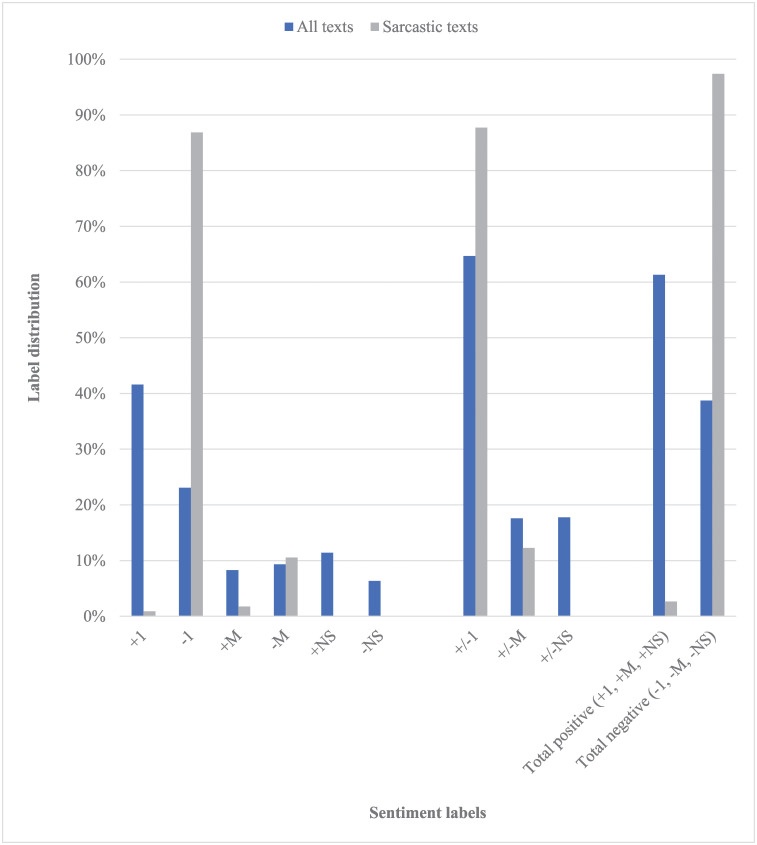 All texts Sarcastic texts
100%
90%
80%
70%
60%
50%
40%
30%
20%
10%
0%
Label distribution
+1
-1
+M
-M
+NS
-NS
+/-1
+/-M
+/-NS
Total positive (+1, +M, +NS)
Total negative (-1, -M, -NS)
Sentiment labels